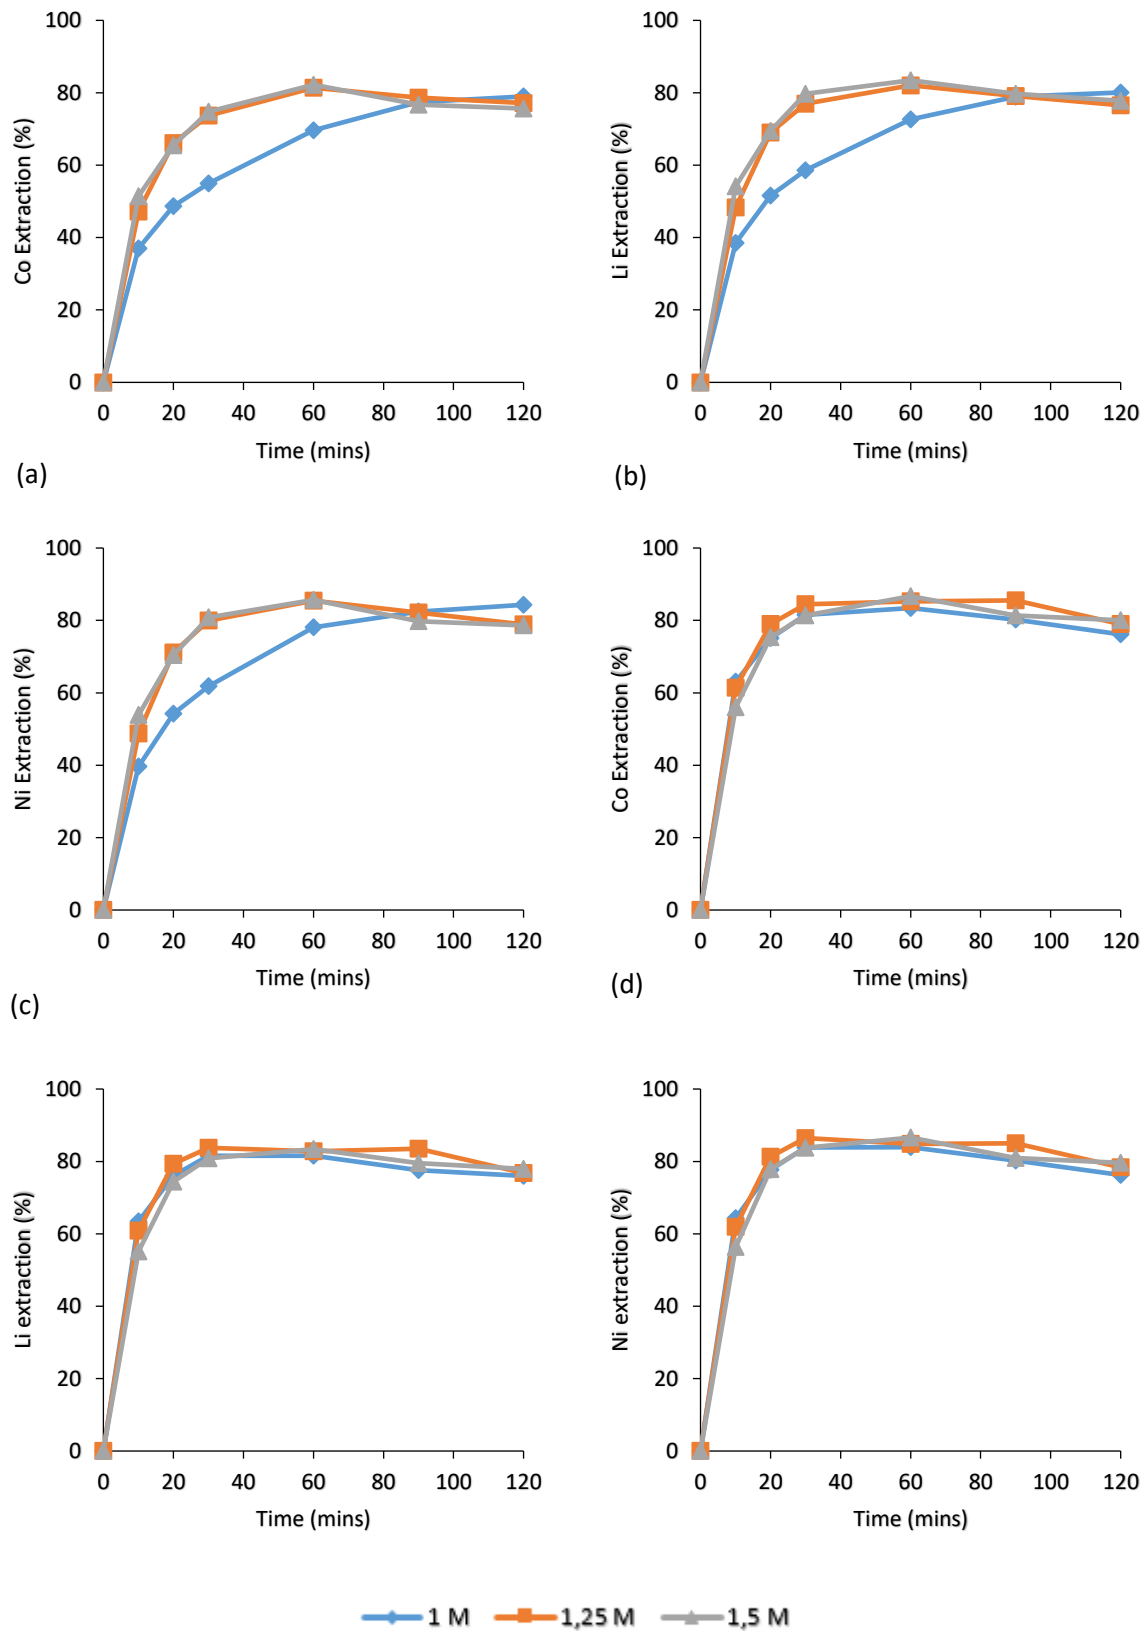 100
80
60
40
20
0
Co Extraction (%)
0 20 40 60 80 100 120
Time (mins)
(a)
100
80
60
40
20
0
Li Extraction (%)
0 20 40 60 80 100 120
Time (mins)
(b)
100
80
60
40
20
0
Ni Extraction (%)
0 20 40 60 80 100 120
Time (mins)
(c)
100
80
60
40
20
0
Co Extraction (%)
0 20 40 60 80 100 120
Time (mins)
(d)
100
80
60
40
20
0
Li extraction (%)
0 20 40 60 80 100 120
Time (mins)
100
80
60
40
20
0
Ni extraction (%)
0 20 40 60 80 100 120
Time (mins)
1 M 1,25 M 1,5 M